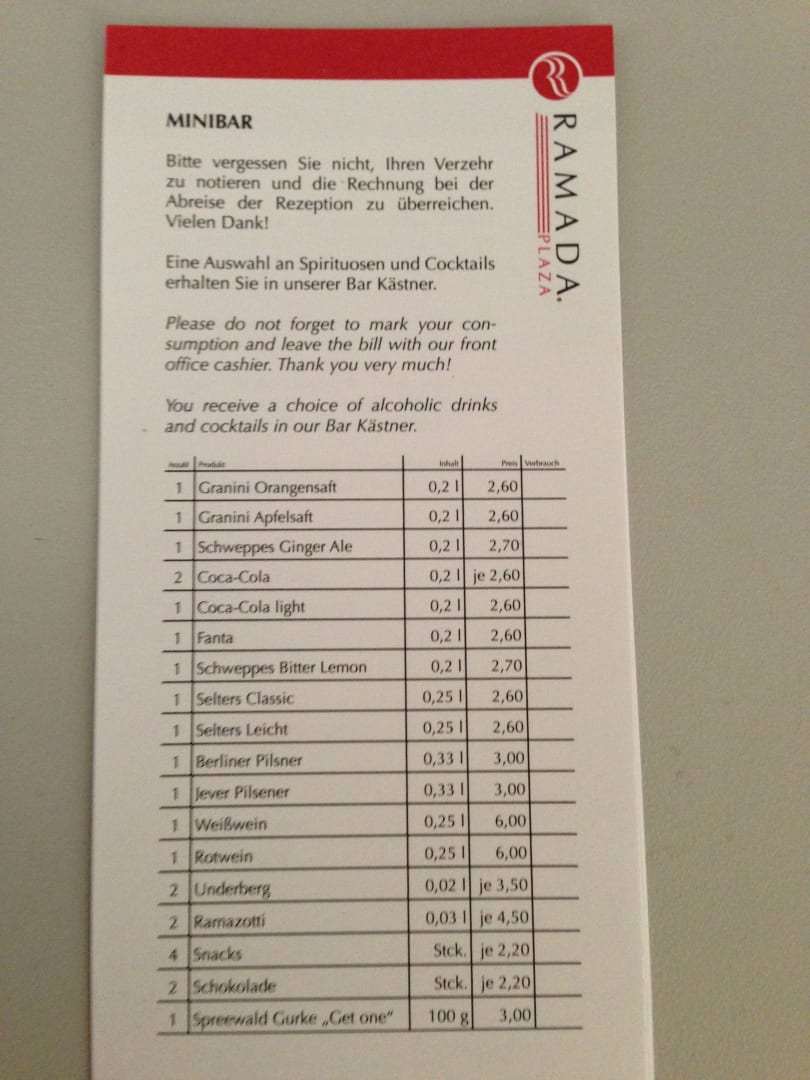 RAMADA.
PLAZA
MINIBAR
Bitte vergessen Sie nicht, Ihren Verzehr
zu notieren und die Rechnung bei der
Abreise der Rezeption zu überreichen.
Vielen Dank!
Eine Auswahl an Spirituosen und Cocktails
erhalten Sie in unserer Bar Kästner.
Please do not forget to mark your con-
sumption and leave the bill with our front
office cashier. Thank you very much!
You receive a choice of alcoholic drinks
and cocktails in our Bar Kästner.
Anzahl Produkt Inhalt Preis Verbrauch
1 Granini Orangensaft 0,2 l 2,60
1 Granini Apfelsaft 0,2 l 2,60
1 Schweppes Ginger Ale 0,2 l 2,70
2 Coca-Cola 0,2 l je 2,60
1 Coca-Cola light 0,2 l 2,60
1 Fanta 0,2 l 2,60
1 Schweppes Bitter Lemon 0,2 l 2,70
1 Selters Classic 0,25 l 2,60
1 Selters Leicht 0,25 l 2,60
1 Berliner Pilsner 0,33 l 3,00
1 Jever Pilsener 0,33 l 3,00
1 Weißwein 0,25 l 6,00
1 Rotwein 0,25 l 6,00
2 Underberg 0,02 l je 3,50
2 Ramazotti 0,03 l je 4,50
4 Snacks Stck. je 2,20
2 Schokolade Stck. je 2,20
1 Spreewald Gurke „Get one“ 100 g 3,00